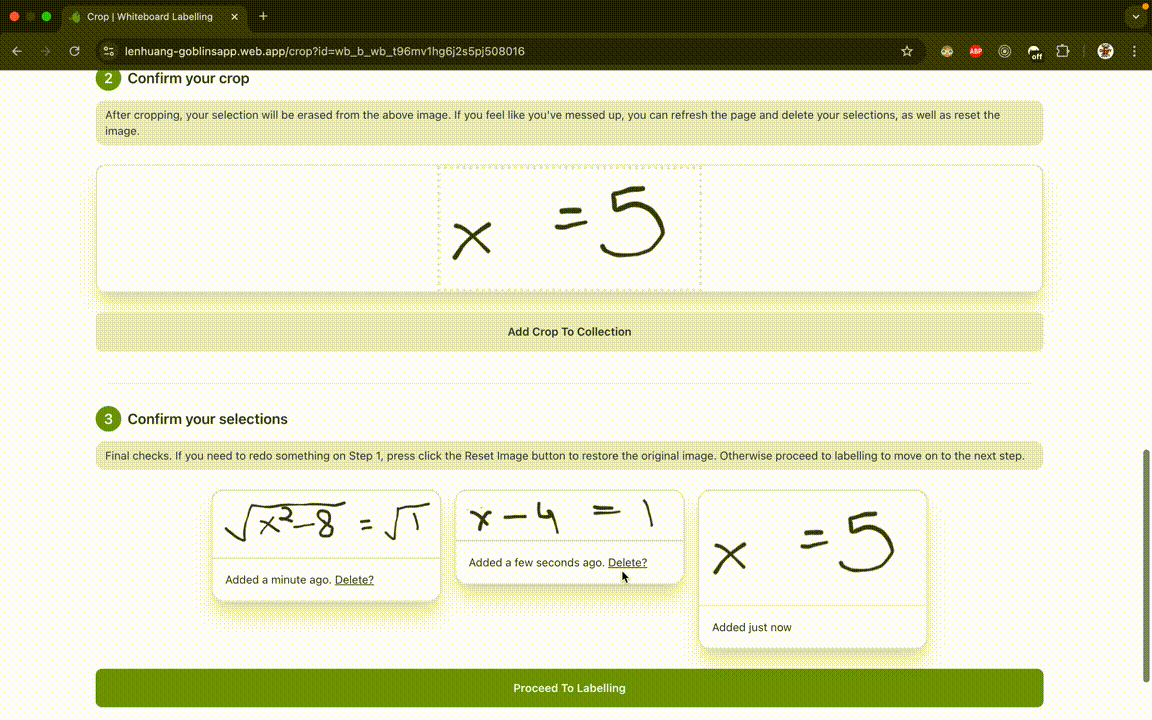 Crop | Whiteboard Labelling
lenhuang-goblinsapp.web.app/crop?id=wb_b_wb_t96mv1hg6j2s5pj508016
ABP
off
2 Confirm your crop
After cropping, your selection will be erased from the above image. If you feel like you've messed up, you can refresh the page and delete your selections, as well as reset the
image.
x = 5
Add Crop To Collection
3 Confirm your selections
Final checks. If you need to redo something on Step 1, press click the Reset Image button to restore the original image. Otherwise proceed to labelling to move on to the next step.
√(x²-8) = √1
Added a minute ago. Delete?
x - 4 = 1
Added a few seconds ago. Delete?
x = 5
Added just now
Proceed To Labelling